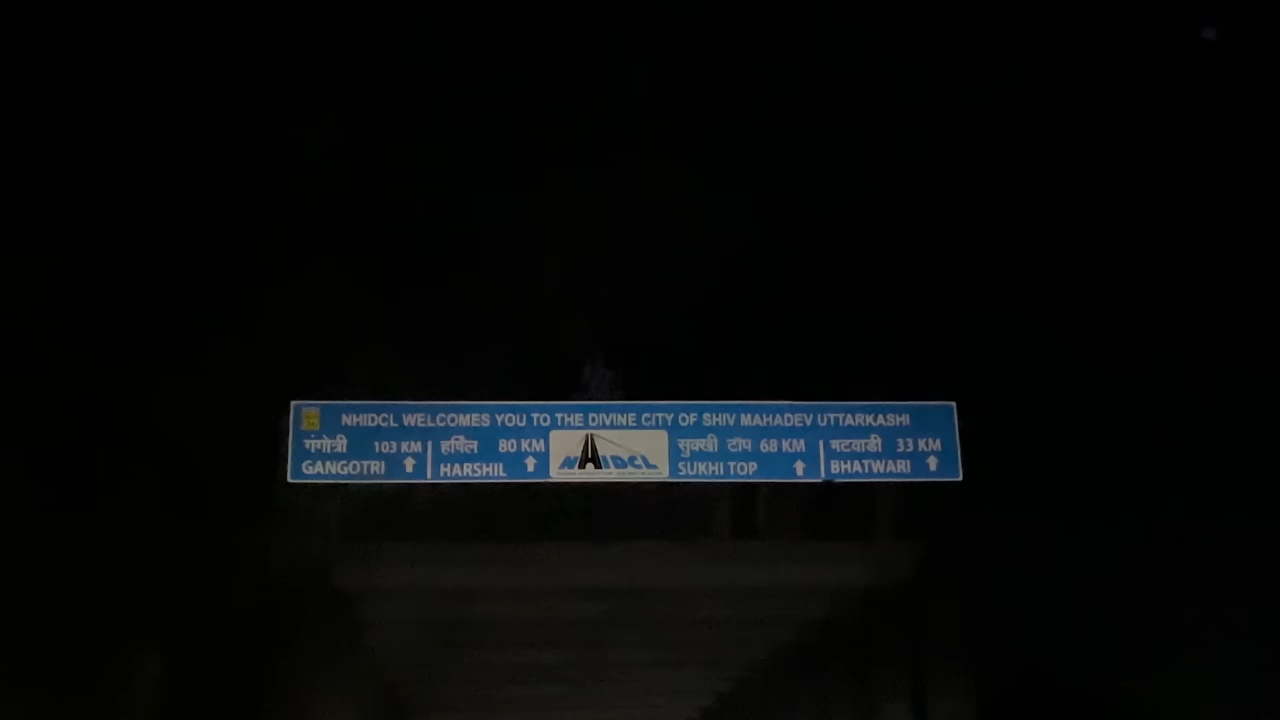 NHIDCL WELCOMES YOU TO THE DIVINE CITY OF SHIV MAHADEV UTTARKASHI
गंगोत्री 103 KM
GANGOTRI
हर्षिल 80 KM
HARSHIL
NHIDCL
सुक्खी टॉप 68 KM
SUKHI TOP
भटवाडी 33 KM
BHATWARI